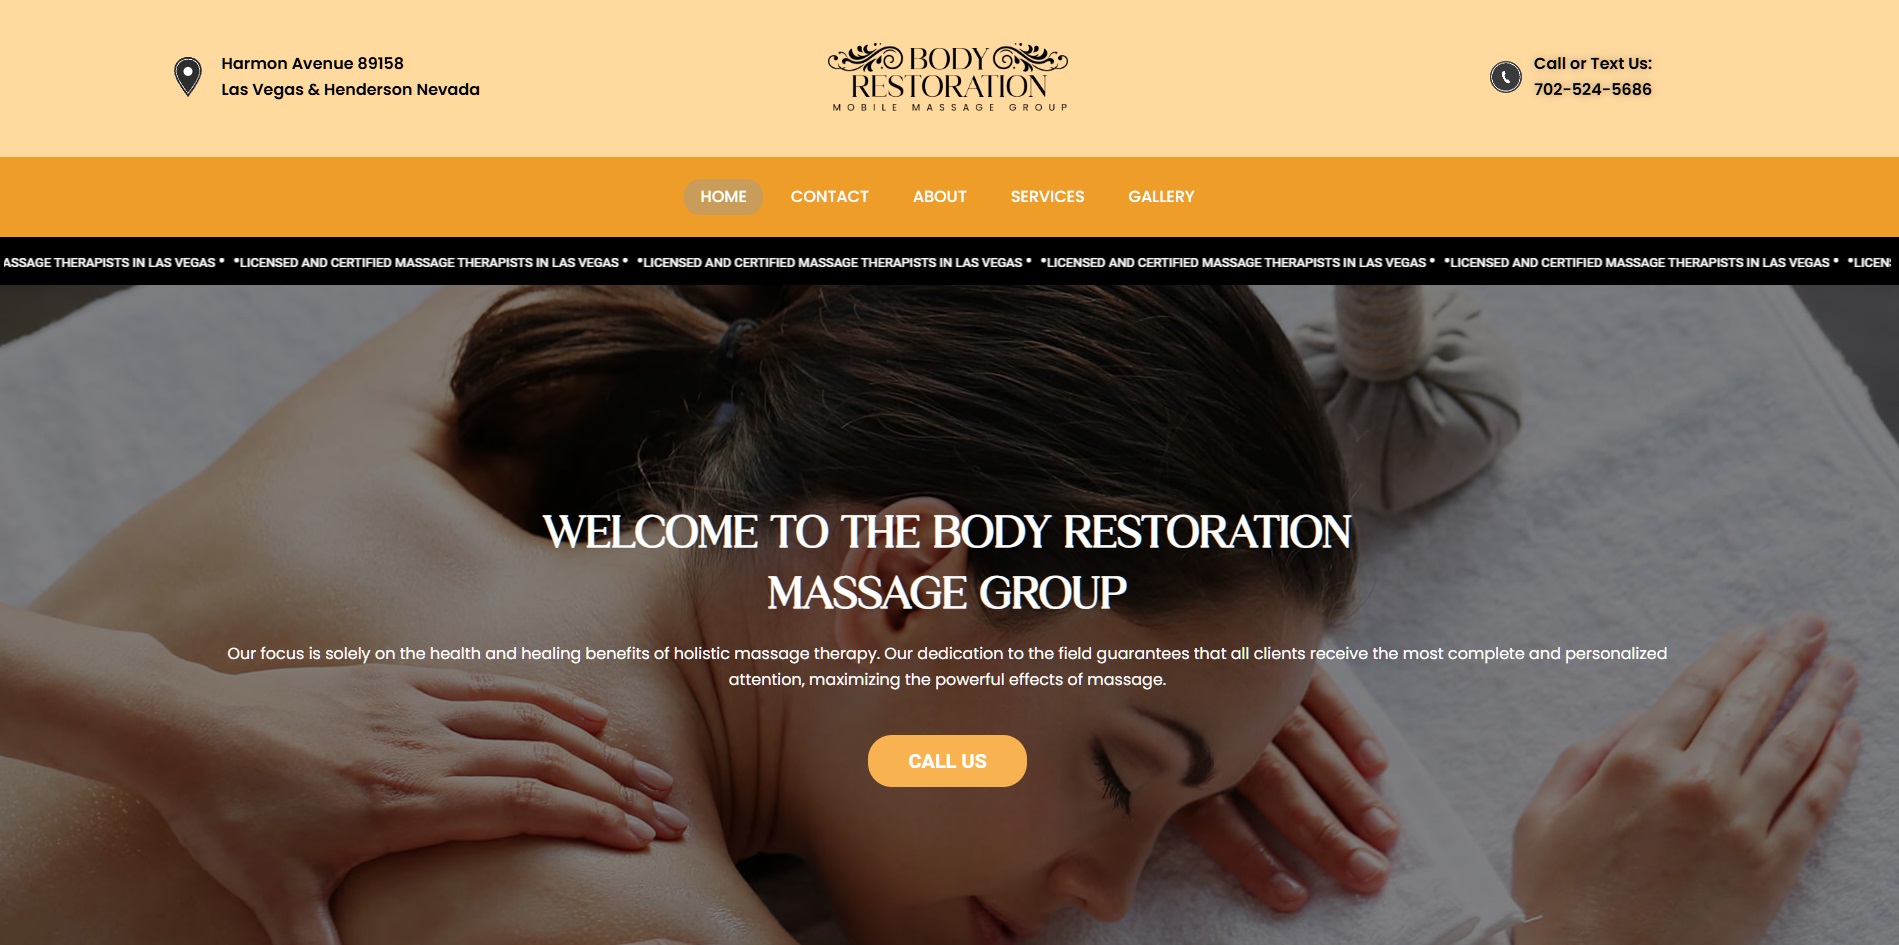 Harmon Avenue 89158
Las Vegas & Henderson Nevada
BODY
RESTORATION
MOBILE MASSAGE GROUP
Call or Text Us:
702-524-5686
HOME CONTACT ABOUT SERVICES GALLERY
ASSAGE THERAPISTS IN LAS VEGAS • •LICENSED AND CERTIFIED MASSAGE THERAPISTS IN LAS VEGAS • •LICENSED AND CERTIFIED MASSAGE THERAPISTS IN LAS VEGAS • •LICENSED AND CERTIFIED MASSAGE THERAPISTS IN LAS VEGAS • •LICENSED AND CERTIFIED MASSAGE THERAPISTS IN LAS VEGAS • •LICENS
WELCOME TO THE BODY RESTORATION
MASSAGE GROUP
Our focus is solely on the health and healing benefits of holistic massage therapy. Our dedication to the field guarantees that all clients receive the most complete and personalized
attention, maximizing the powerful effects of massage.
CALL US